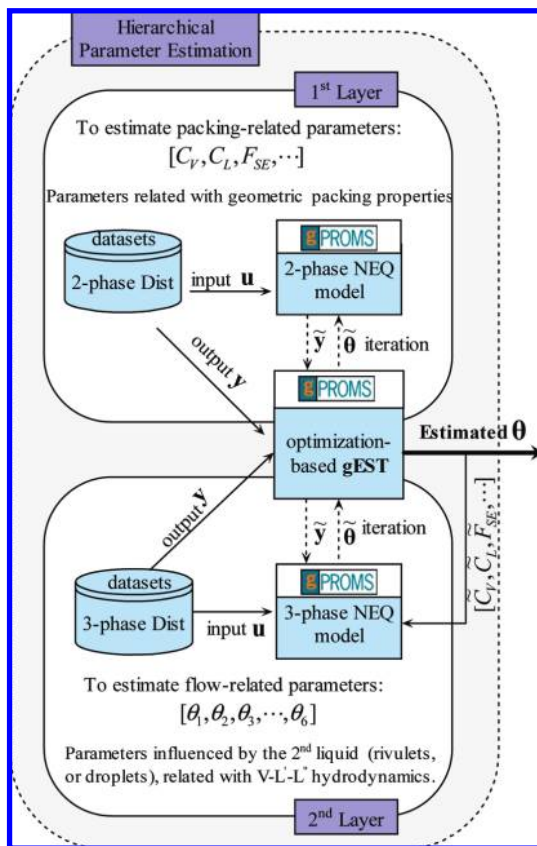 Hierarchical
Parameter Estimation
1st Layer
To estimate packing-related parameters:
[C_V, C_L, F_SE, ⋯]
Parameters related with geometric packing properties
datasets
2-phase Dist
input u
gPROMS
2-phase NEQ
model
output y
ỹ
θ̃ iteration
gPROMS
optimization-
based gEST
Estimated θ
output y
ỹ
θ̃ iteration
[C̃_V, C̃_L, F̃_SE, ⋯]
datasets
3-phase Dist
input u
gPROMS
3-phase NEQ
model
To estimate flow-related parameters:
[θ1, θ2, θ3, ⋯, θ6]
Parameters influenced by the 2nd liquid (rivulets,
or droplets), related with V-L'-L" hydrodynamics.
2nd Layer